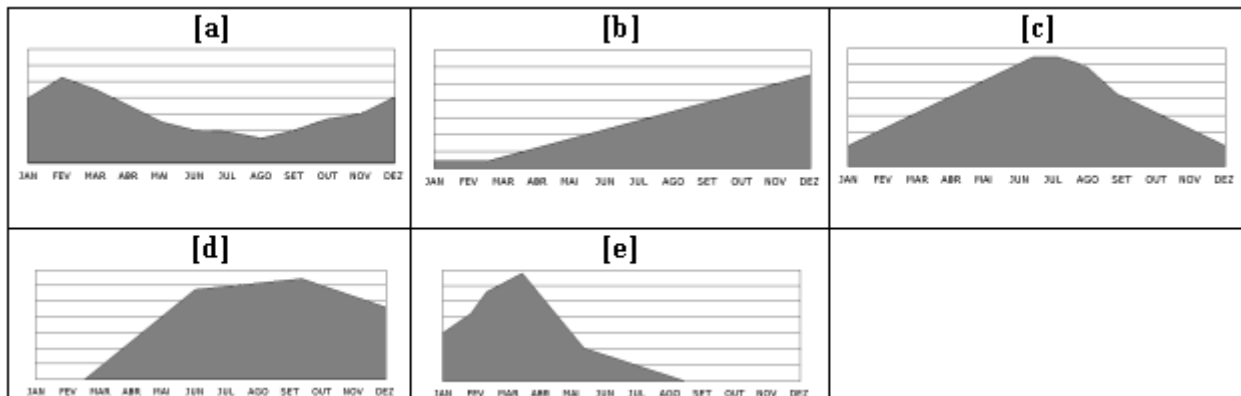 [a] [b] [c]
JAN FEV MAR ABR MAI JUN JUL AGO SET OUT NOV DEZ
JAN FEV MAR ABR MAI JUN JUL AGO SET OUT NOV DEZ
JAN FEV MAR ABR MAI JUN JUL AGO SET OUT NOV DEZ
[d] [e]
JAN FEV MAR ABR MAI JUN JUL AGO SET OUT NOV DEZ
JAN FEV MAR ABR MAI JUN JUL AGO SET OUT NOV DEZ